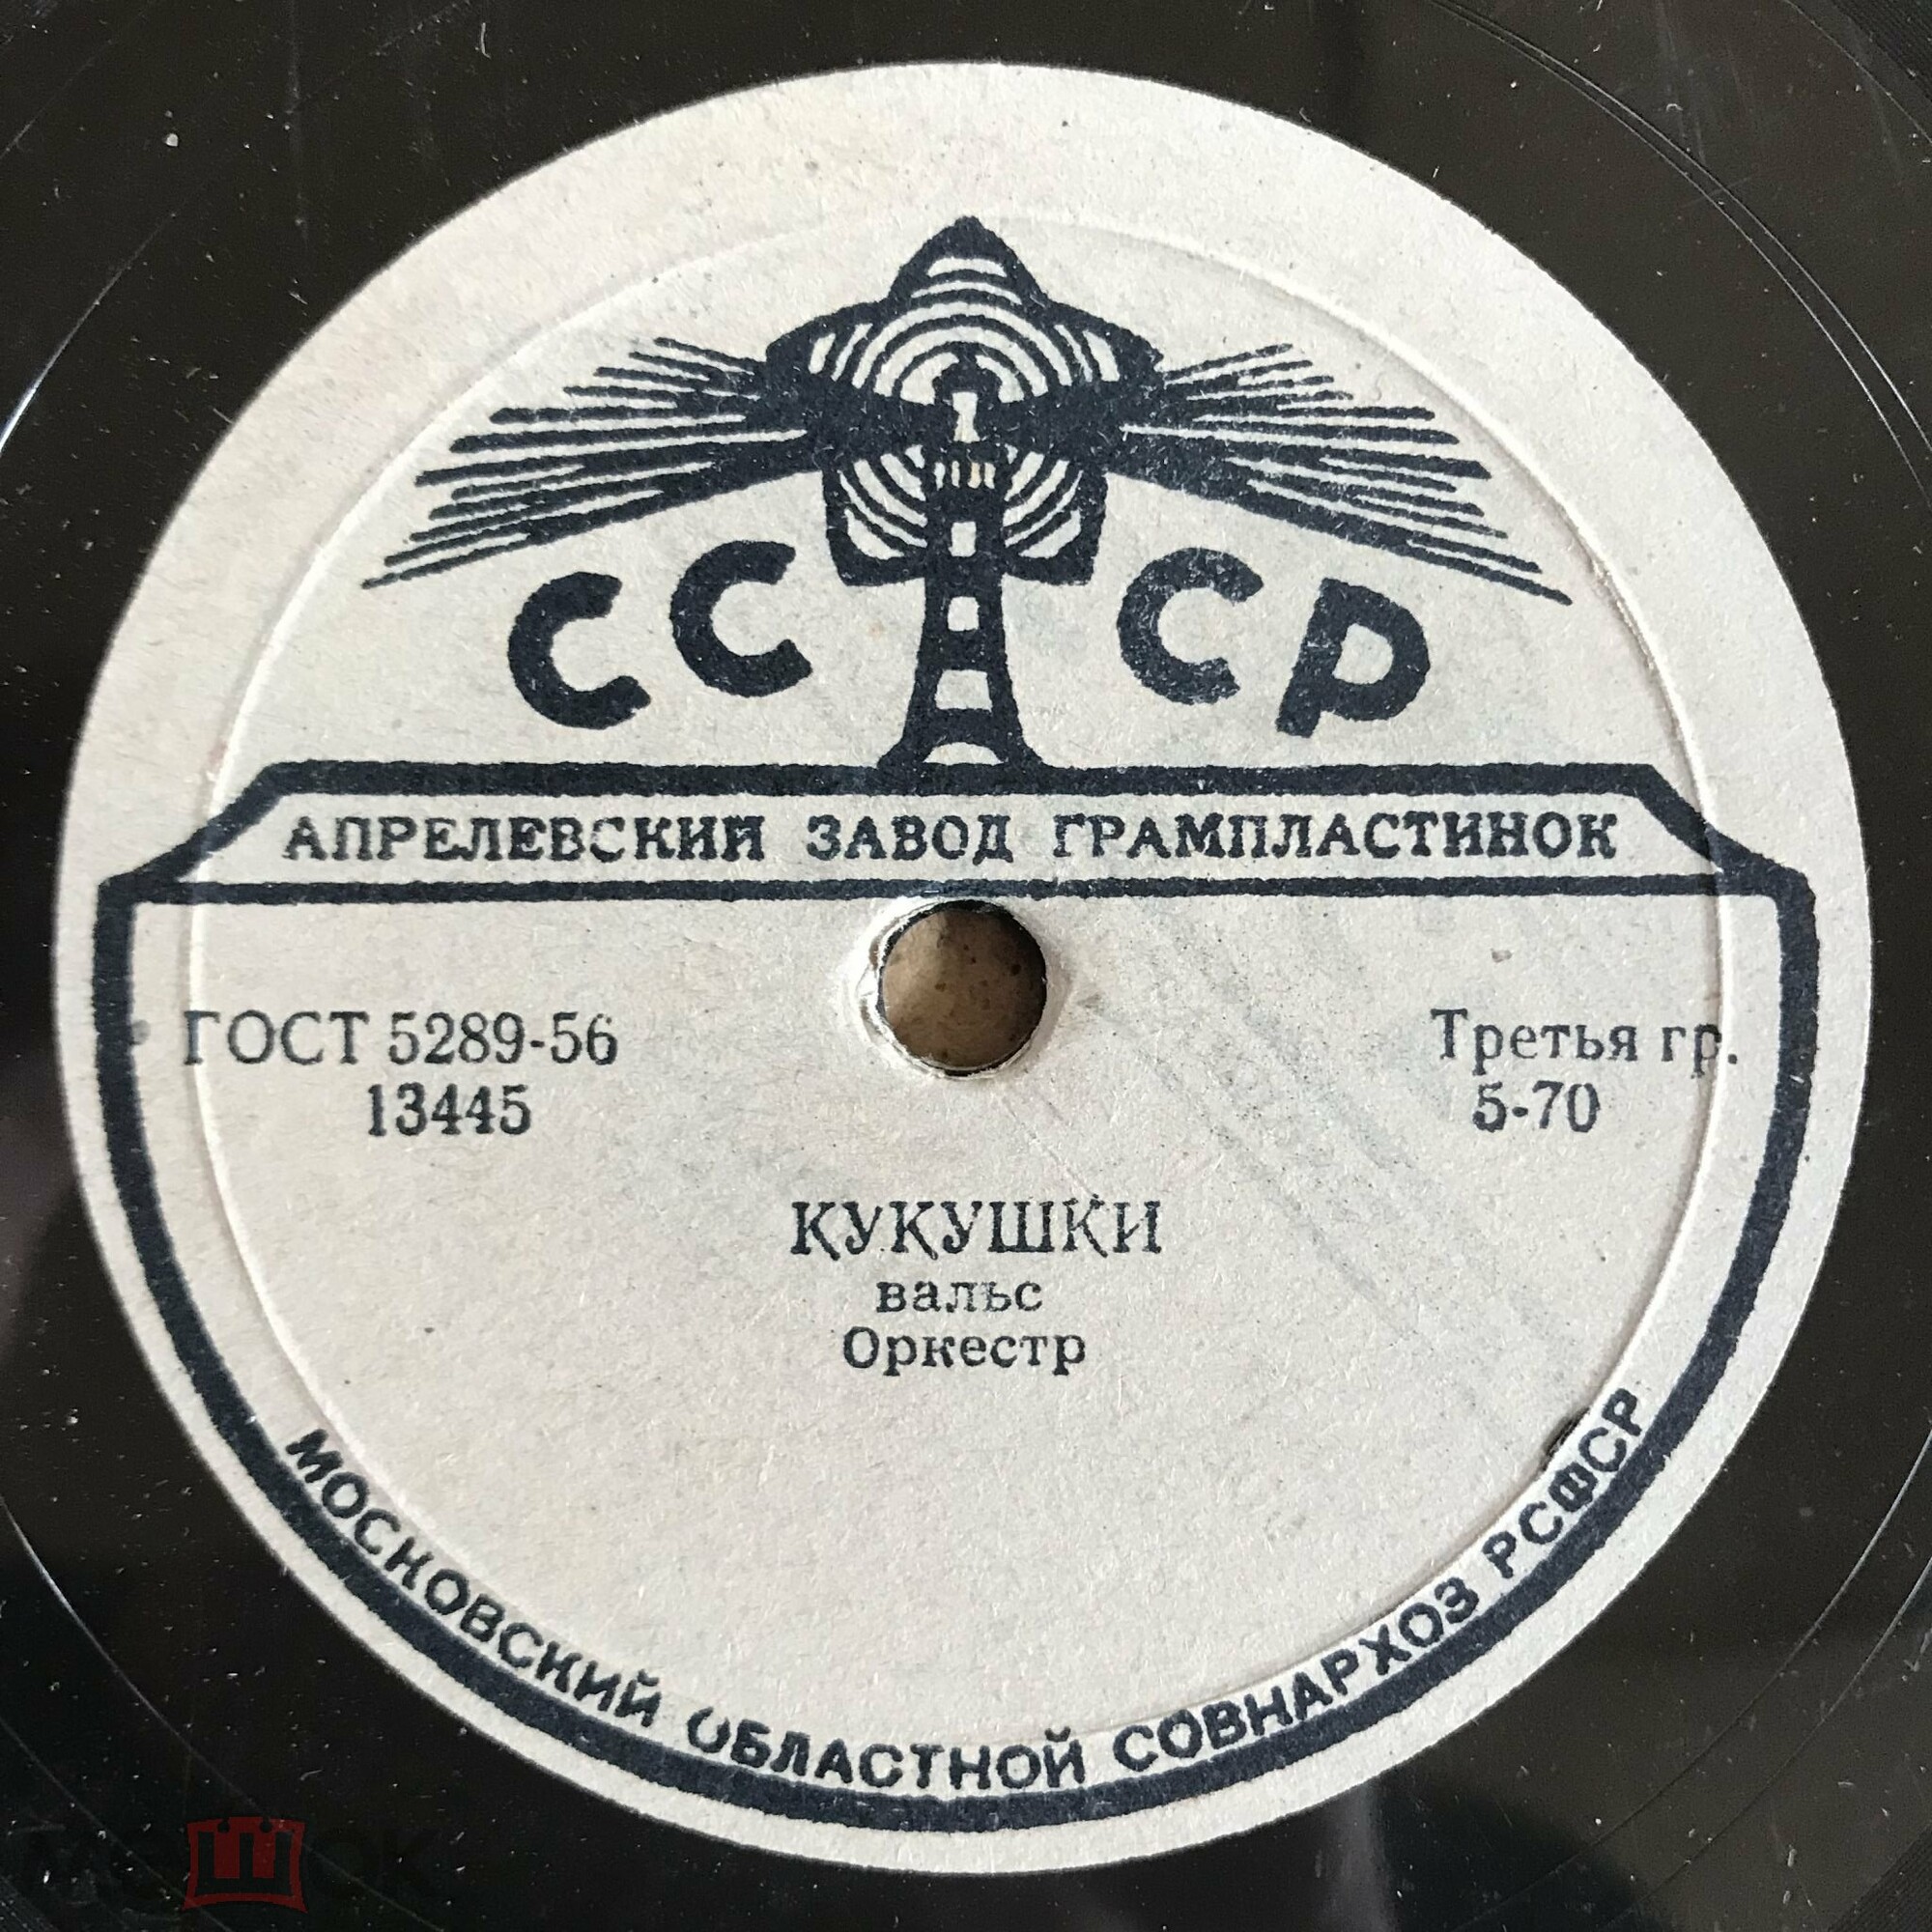 СССР
АПРЕЛЕВСКИЙ ЗАВОД ГРАМПЛАСТИНОК
ГОСТ 5289-56
13445
Третья гр.
5-70
КУКУШКИ
вальс
Оркестр
МОСКОВСКИЙ ОБЛАСТНОЙ СОВНАРХОЗ РСФСР
мешок